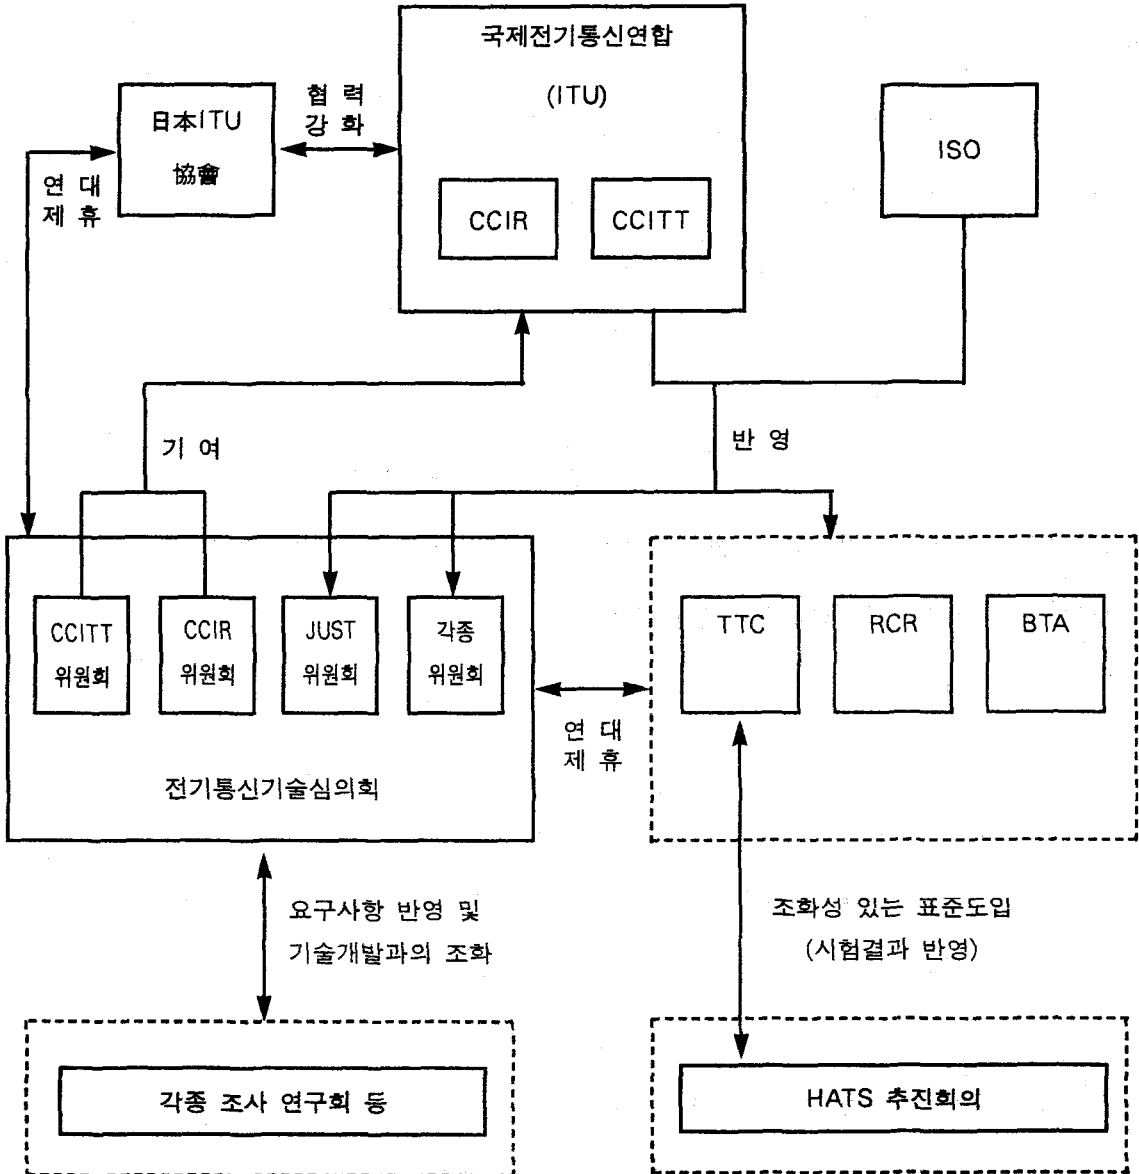 국제전기통신연합
(ITU)
CCIR
CCITT
日本ITU
協會
협 력
강 화
ISO
연 대
제 휴
기 여
반 영
CCITT
위원회
CCIR
위원회
JUST
위원회
각종
위원회
전기통신기술심의회
연 대
제 휴
TTC
RCR
BTA
요구사항 반영 및
기술개발과의 조화
조화성 있는 표준도입
(시험결과 반영)
각종 조사 연구회 등
HATS 추진회의